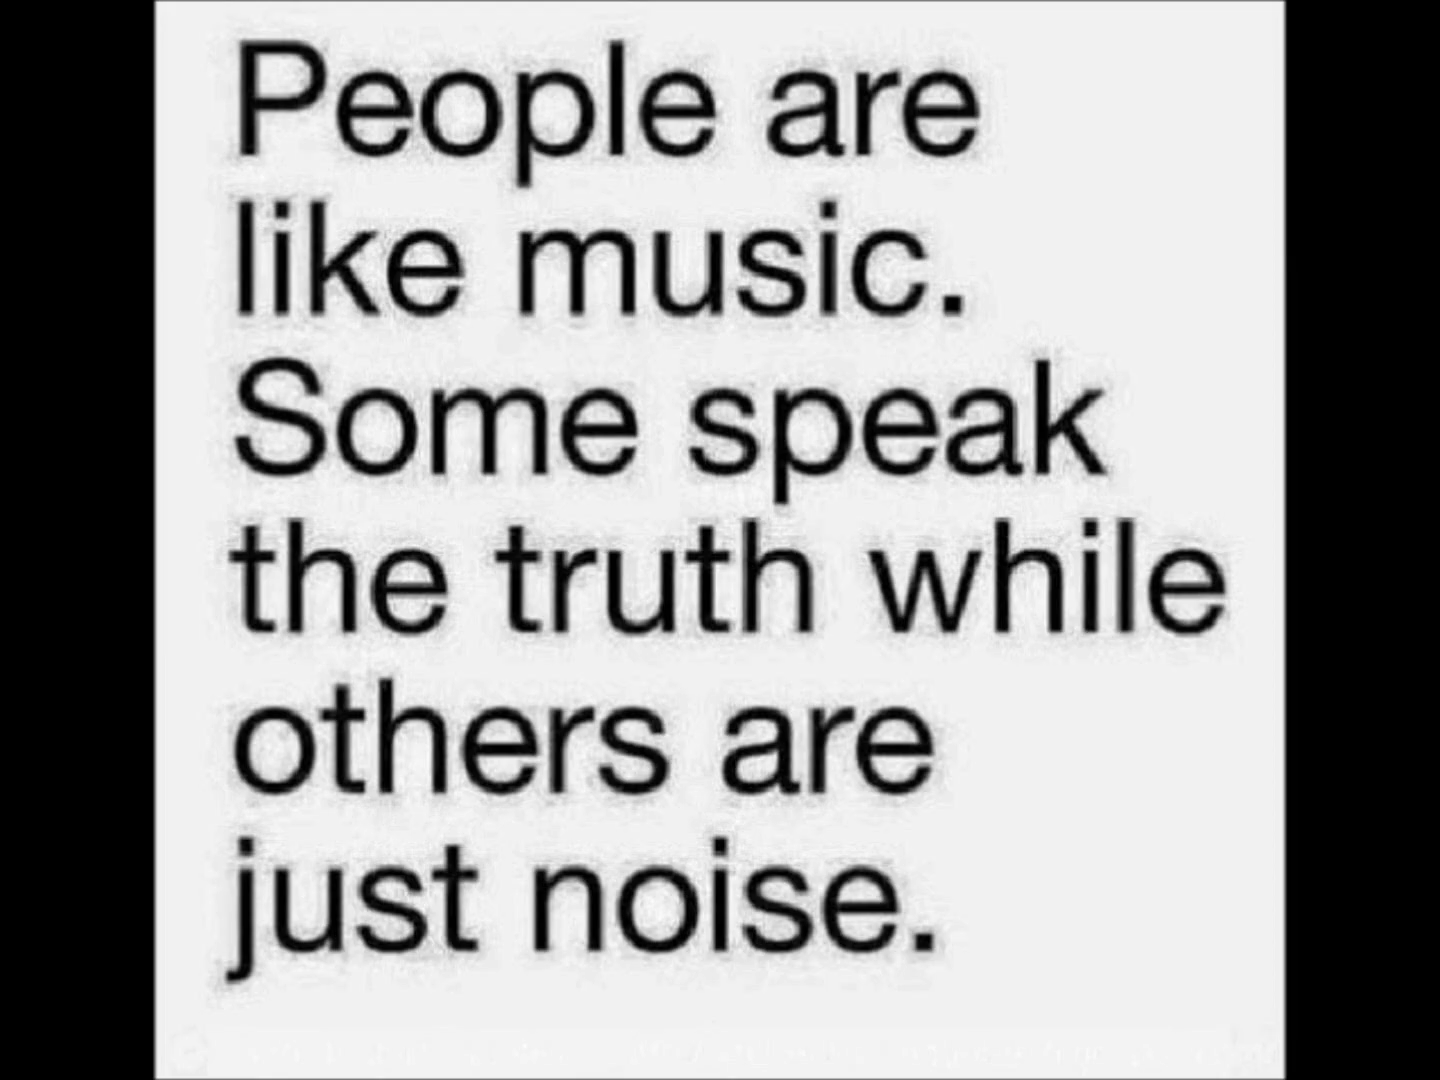 People are
like music.
Some speak
the truth while
others are
just noise.